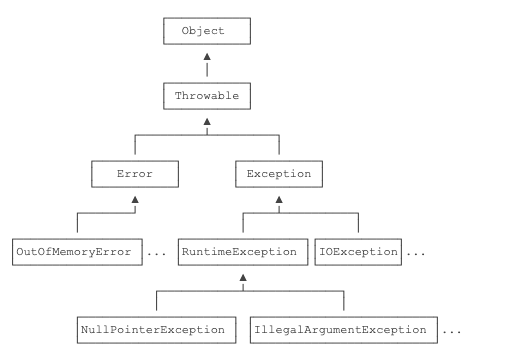 Object
Throwable
Error Exception
OutOfMemoryError ... RuntimeException IOException ...
NullPointerException IllegalArgumentException ...